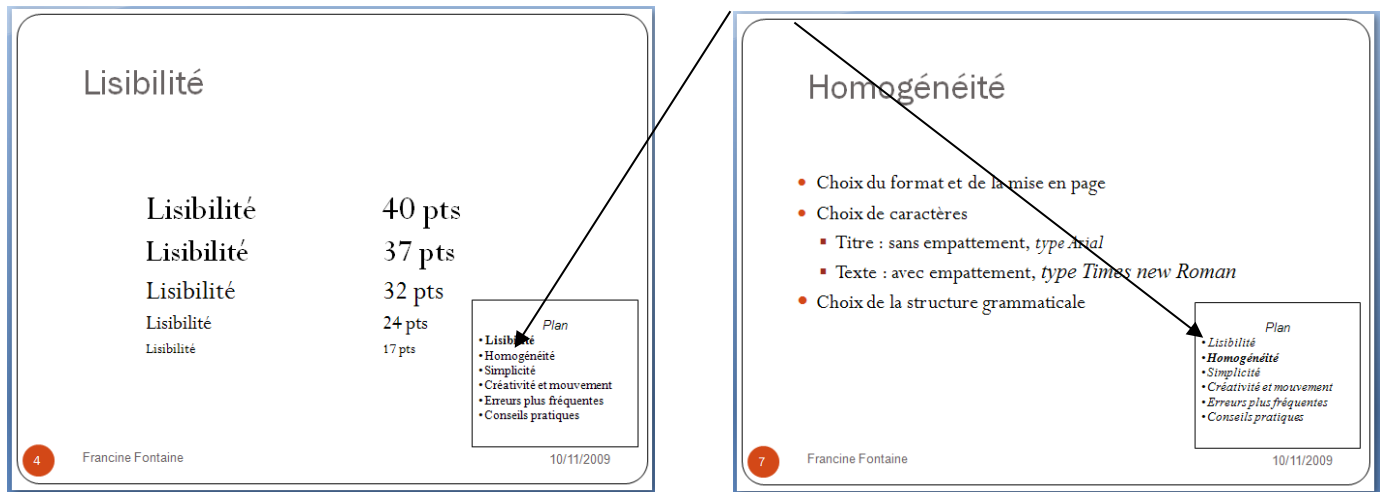 Lisibilité
Lisibilité 40 pts
Lisibilité 37 pts
Lisibilité 32 pts
Lisibilité 24 pts
Lisibilité 17 pts
Plan
• Lisibilité
• Homogénéité
• Simplicité
• Créativité et mouvement
• Erreurs plus fréquentes
• Conseils pratiques
4 Francine Fontaine 10/11/2009
Homogénéité
• Choix du format et de la mise en page
• Choix de caractères
▪ Titre : sans empattement, type Arial
▪ Texte : avec empattement, type Times new Roman
• Choix de la structure grammaticale
Plan
• Lisibilité
• Homogénéité
• Simplicité
• Créativité et mouvement
• Erreurs plus fréquentes
• Conseils pratiques
7 Francine Fontaine 10/11/2009